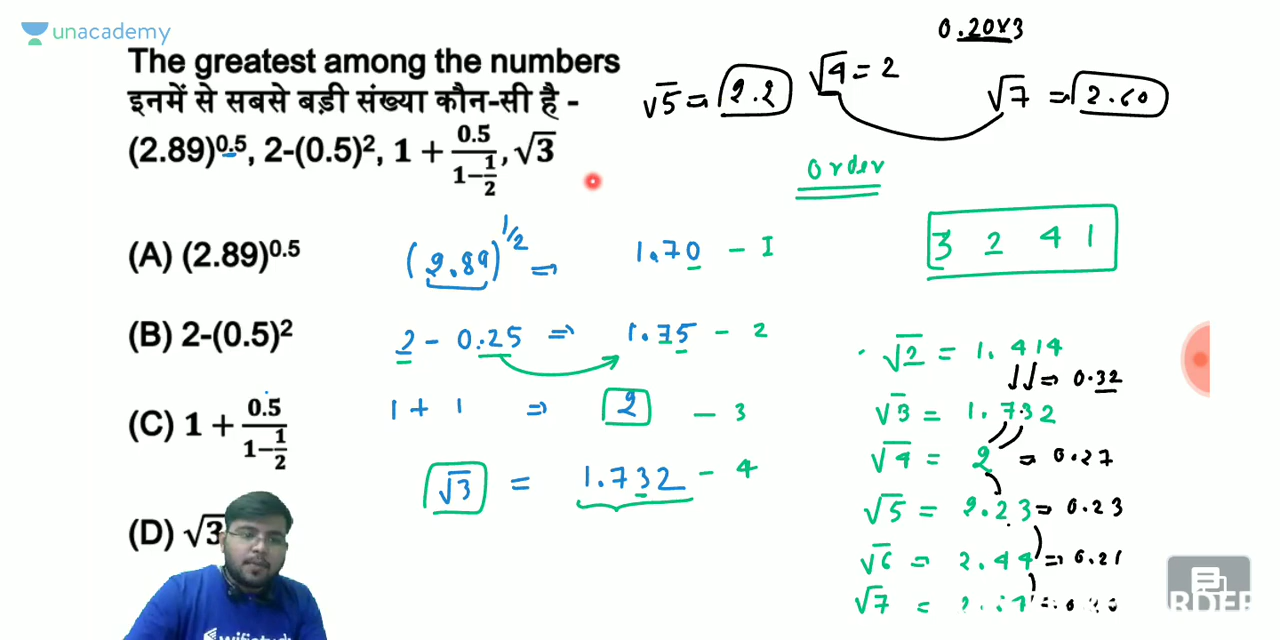 unacademy
The greatest among the numbers
इनमें से सबसे बड़ी संख्या कौन-सी है -
(2.89)^0.5, 2-(0.5)^2, 1 + 0.5/(1-1/2), √3
(A) (2.89)^0.5
(B) 2-(0.5)^2
(C) 1 + 0.5/(1-1/2)
(D) √3
(2.89)^1/2 ⇒ 1.70 - I
2 - 0.25 ⇒ 1.75 - 2
1 + 1 ⇒ 2 - 3
√3 = 1.732 - 4
0.20×3
√5 = 2.2
√4 = 2
√7 = 2.60
Order
3 2 4 1
√2 = 1.414
⇒ 0.32
√3 = 1.732
√4 = 2 = 0.27
√5 = 2.23 = 0.23
√6 = 2.44 = 0.21
√7 =
wifistudy